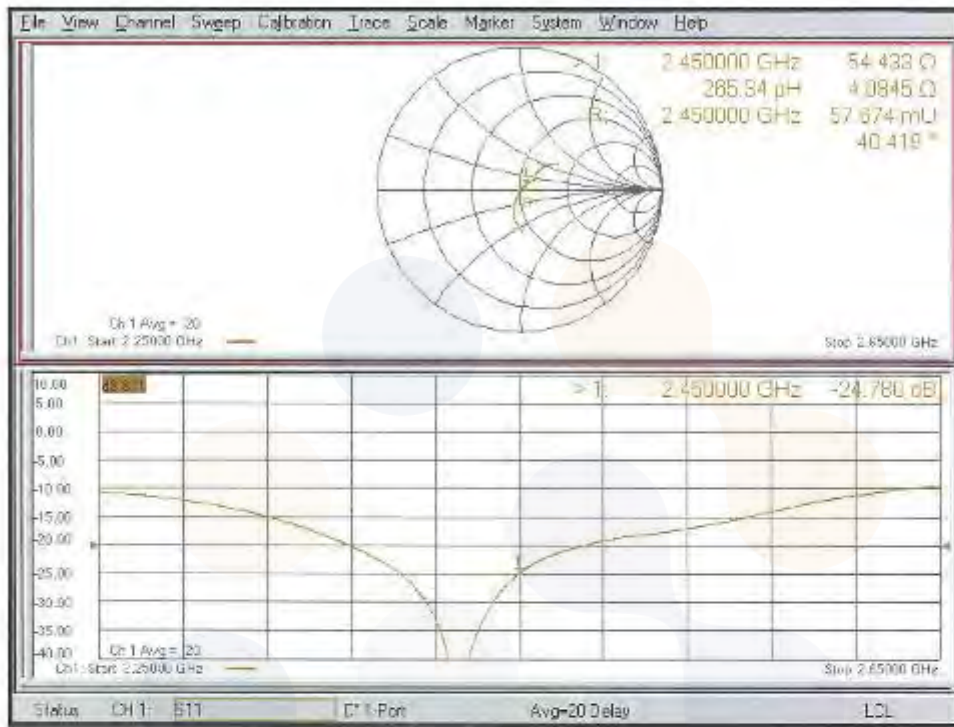 File View Channel Sweep Calibration Trace Scale Marker System Window Help
> 1: 2.450000 GHz 54.433 Ω
265.34 pH 4.0845 Ω
R: 2.450000 GHz 57.674 mU
40.419 °
Ch 1 Avg = 20
Ch1: Start 2.25000 GHz
Stop 2.65000 GHz
10.00
> 1: 2.450000 GHz -24.780 dB
5.00
0.00
-5.00
-10.00
-15.00
-20.00
-25.00
-30.00
-35.00
-40.00
Ch 1 Avg = 20
Ch1: Start 2.25000 GHz
Stop 2.65000 GHz
Status CH 1: S11 C* 1-Port Avg=20 Delay LCL